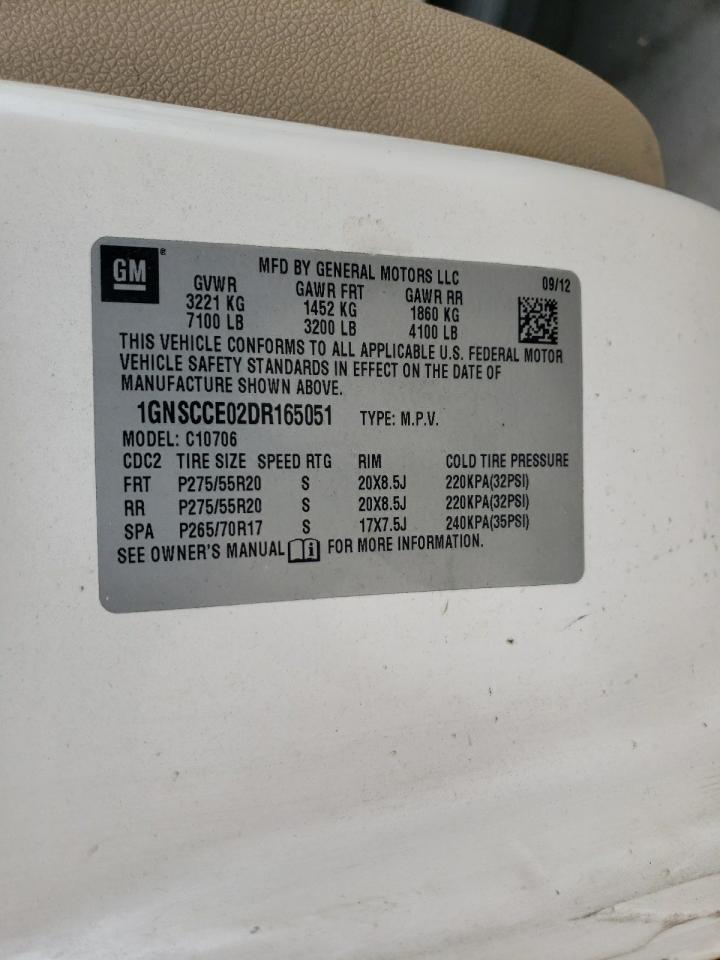 GM ®
MFD BY GENERAL MOTORS LLC 09/12
GVWR GAWR FRT GAWR RR
3221 KG 1452 KG 1860 KG
7100 LB 3200 LB 4100 LB
THIS VEHICLE CONFORMS TO ALL APPLICABLE U.S. FEDERAL MOTOR
VEHICLE SAFETY STANDARDS IN EFFECT ON THE DATE OF
MANUFACTURE SHOWN ABOVE.
1GNSCCE02DR165051 TYPE: M.P.V.
MODEL: C10706
CDC2 TIRE SIZE SPEED RTG RIM COLD TIRE PRESSURE
FRT P275/55R20 S 20X8.5J 220KPA(32PSI)
RR P275/55R20 S 20X8.5J 220KPA(32PSI)
SPA P265/70R17 S 17X7.5J 240KPA(35PSI)
SEE OWNER'S MANUAL i FOR MORE INFORMATION.